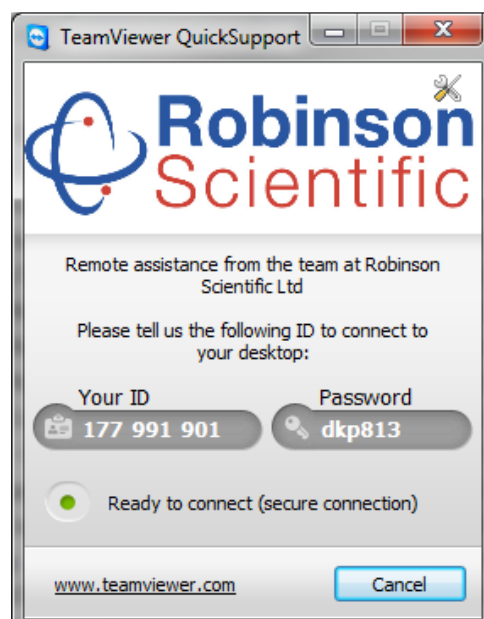 TeamViewer QuickSupport
Robinson
Scientific
Remote assistance from the team at Robinson
Scientific Ltd
Please tell us the following ID to connect to
your desktop:
Your ID Password
177 991 901 dkp813
Ready to connect (secure connection)
www.teamviewer.com Cancel